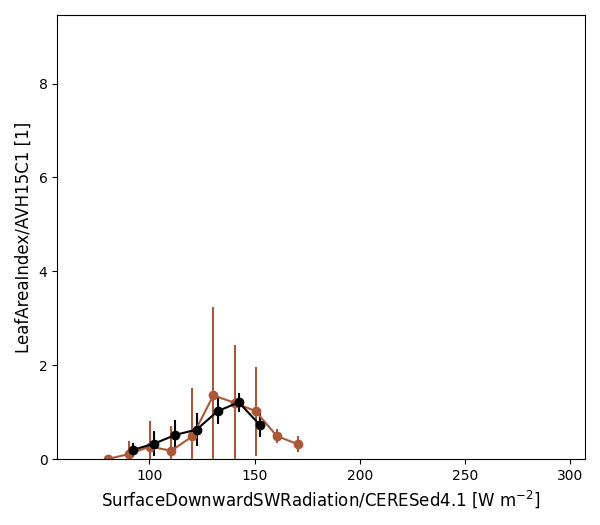 8
6
4
2
0
LeafAreaIndex/AVH15C1 [1]
100 150 200 250 300
SurfaceDownwardSWRadiation/CERESed4.1 [W m⁻²]